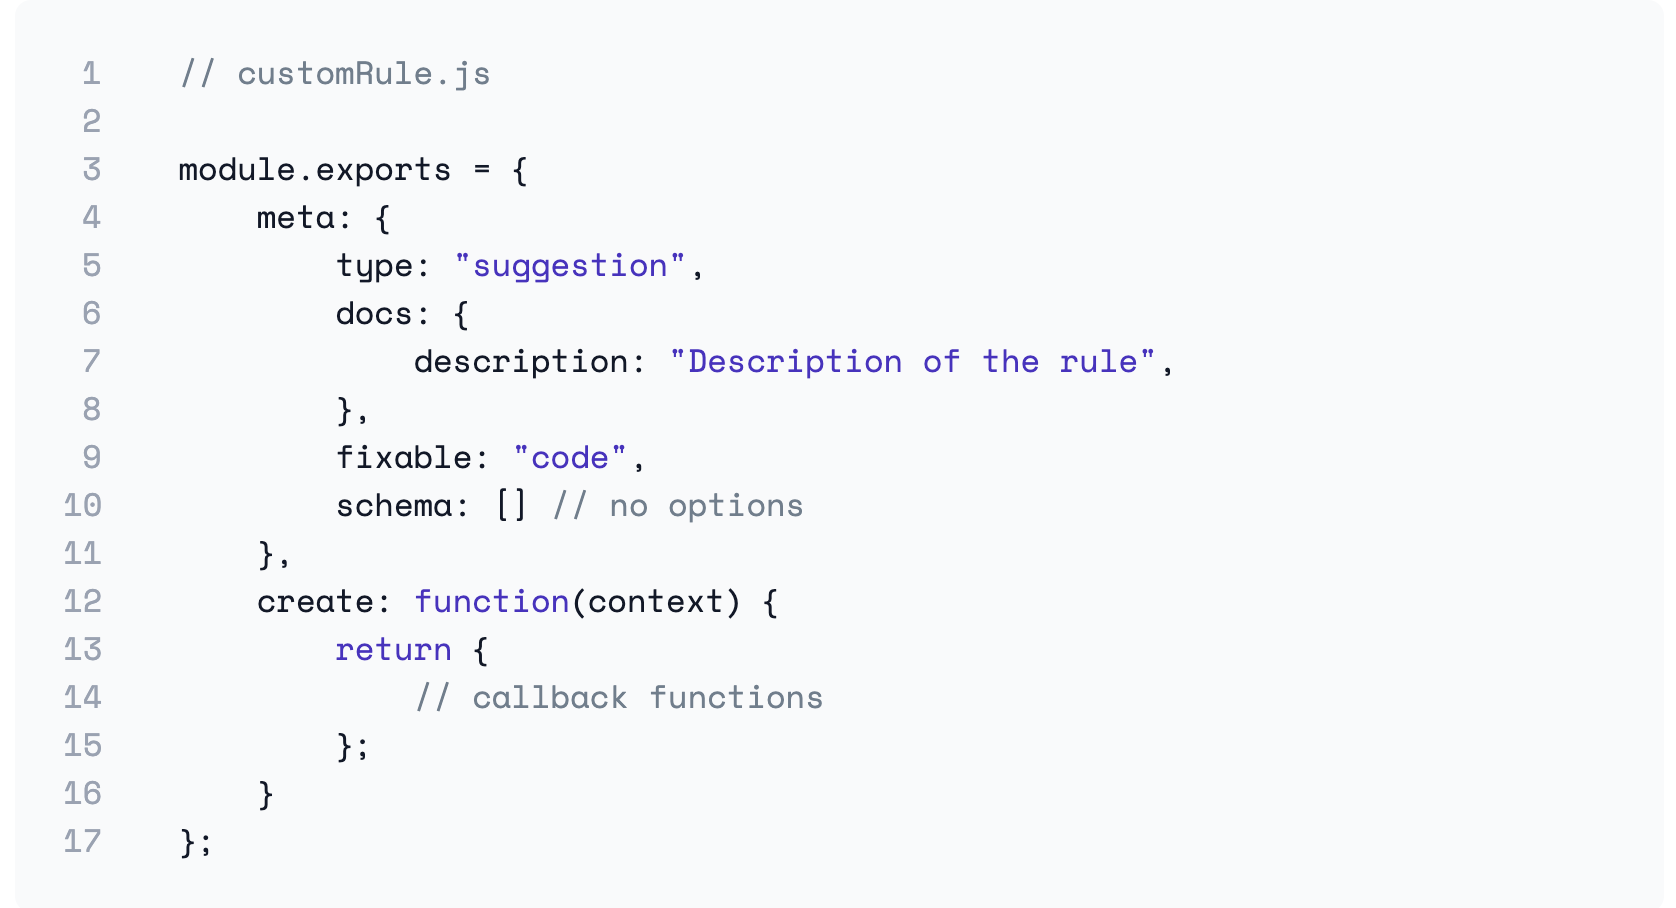 1 // customRule.js
2
3 module.exports = {
4     meta: {
5         type: "suggestion",
6         docs: {
7             description: "Description of the rule",
8         },
9         fixable: "code",
10         schema: [] // no options
11     },
12     create: function(context) {
13         return {
14             // callback functions
15         };
16     }
17 };